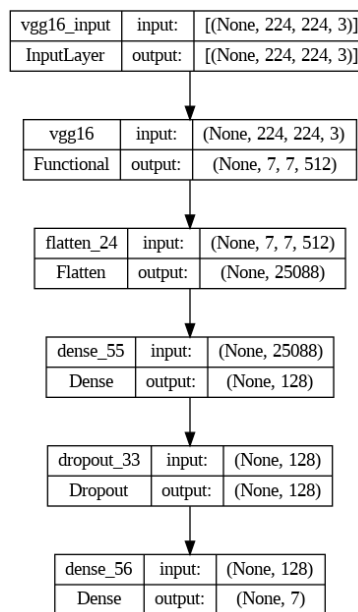 vgg16_input input: [(None, 224, 224, 3)]
InputLayer output: [(None, 224, 224, 3)]
vgg16 input: (None, 224, 224, 3)
Functional output: (None, 7, 7, 512)
flatten_24 input: (None, 7, 7, 512)
Flatten output: (None, 25088)
dense_55 input: (None, 25088)
Dense output: (None, 128)
dropout_33 input: (None, 128)
Dropout output: (None, 128)
dense_56 input: (None, 128)
Dense output: (None, 7)